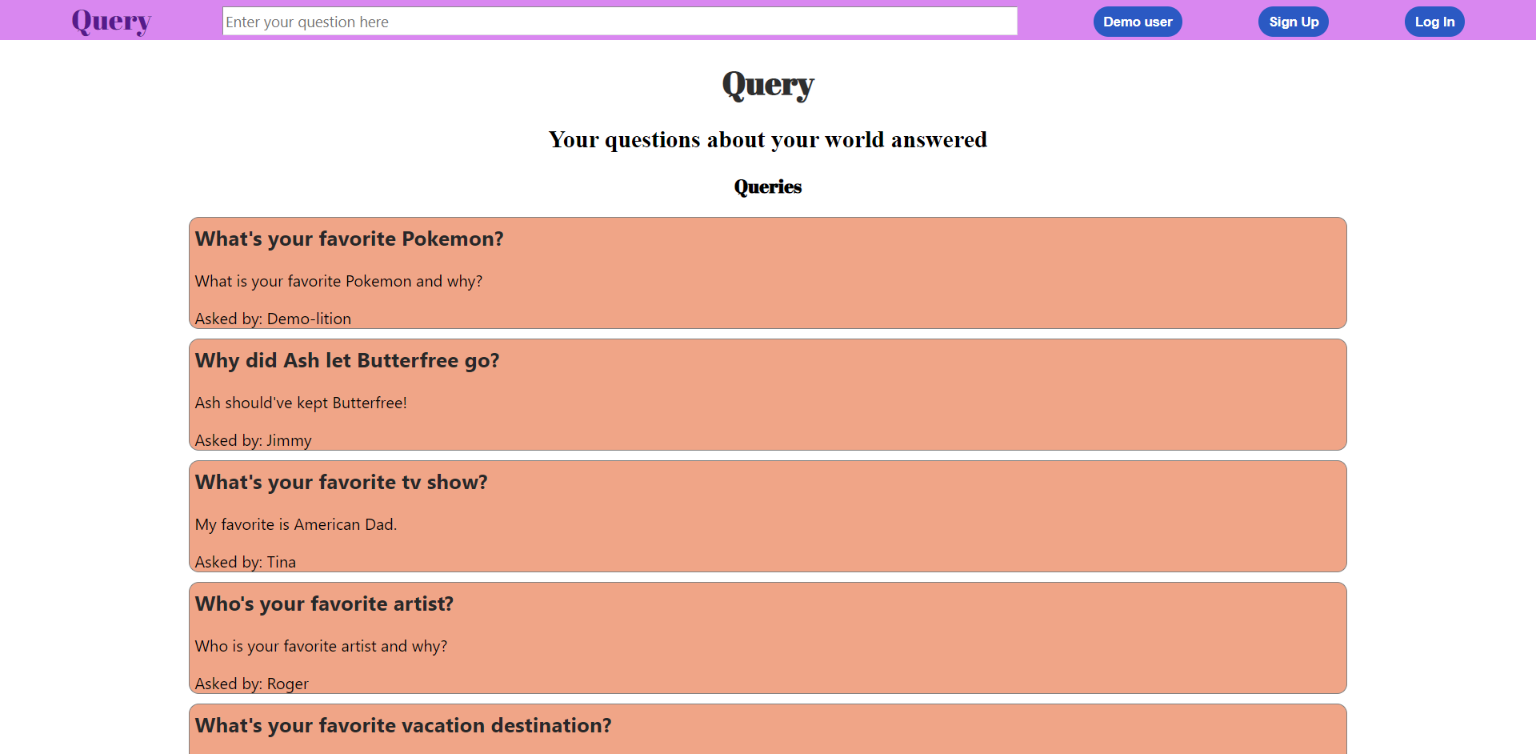 Query
Enter your question here
Demo user
Sign Up
Log In
Query
Your questions about your world answered
Queries
What's your favorite Pokemon?
What is your favorite Pokemon and why?
Asked by: Demo-lition
Why did Ash let Butterfree go?
Ash should've kept Butterfree!
Asked by: Jimmy
What's your favorite tv show?
My favorite is American Dad.
Asked by: Tina
Who's your favorite artist?
Who is your favorite artist and why?
Asked by: Roger
What's your favorite vacation destination?